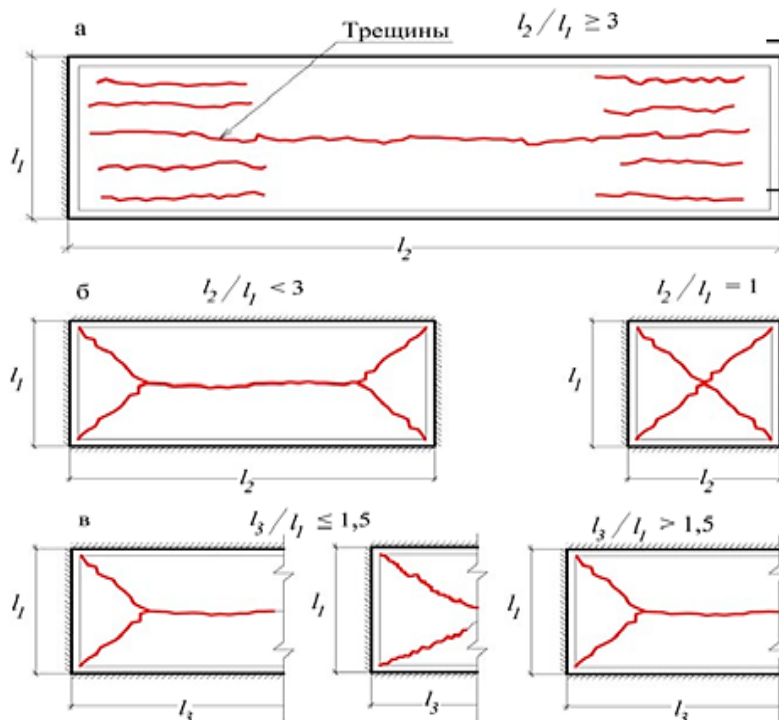 а
Трещины
l2/l1 ≥ 3
l1
l2
б
l2/l1 < 3
l2/l1 = 1
l1
l1
l2
l2
в
l3/l1 ≤ 1,5
l3/l1 > 1,5
l1
l1
l1
l3
l3
l3